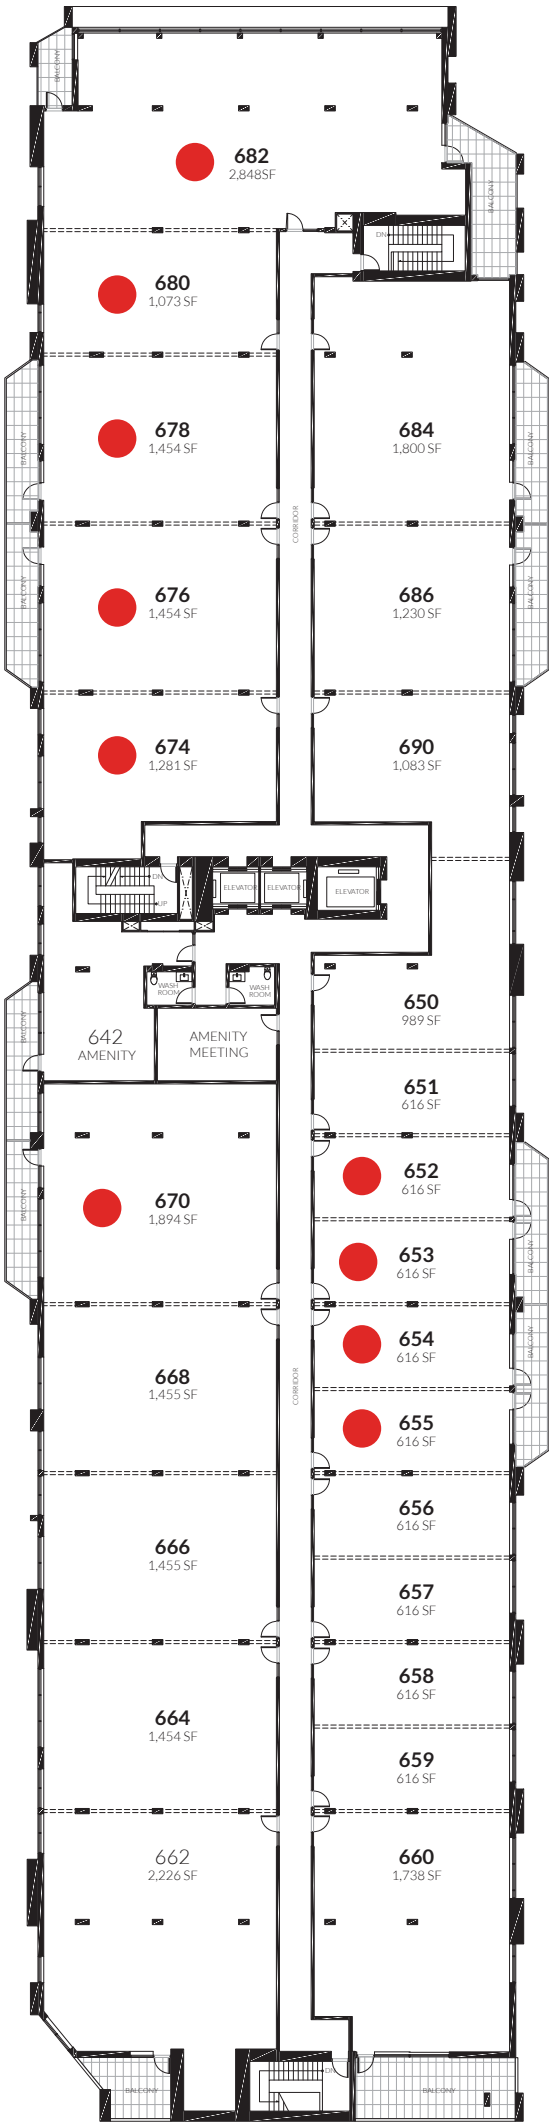 BALCONY
682
2,848SF
BALCONY
DN
680
1,073 SF
678
1,454 SF
684
1,800 SF
BALCONY
BALCONY
CORRIDOR
676
1,454 SF
686
1,230 SF
BALCONY
BALCONY
674
1,281 SF
690
1,083 SF
DN
UP
ELEVATOR
ELEVATOR
ELEVATOR
WASH
ROOM
WASH
ROOM
650
989 SF
BALCONY
642
AMENITY
AMENITY
MEETING
651
616 SF
652
616 SF
670
1,894 SF
BALCONY
653
616 SF
BALCONY
654
616 SF
BALCONY
668
1,455 SF
CORRIDOR
655
616 SF
656
616 SF
666
1,455 SF
657
616 SF
658
616 SF
664
1,454 SF
659
616 SF
662
2,226 SF
660
1,738 SF
DN
BALCONY
BALCONY